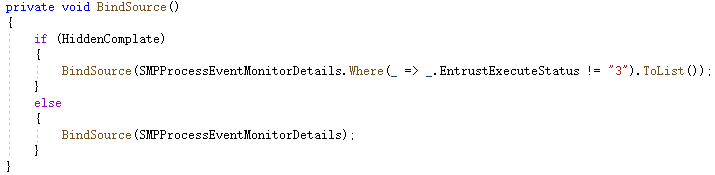 private void BindSource()
{
if (HiddenComplate)
{
BindSource(SMPProcessEventMonitorDetails.Where(_ => _.EntrustExecuteStatus != "3").ToList());
}
else
{
BindSource(SMPProcessEventMonitorDetails);
}
}